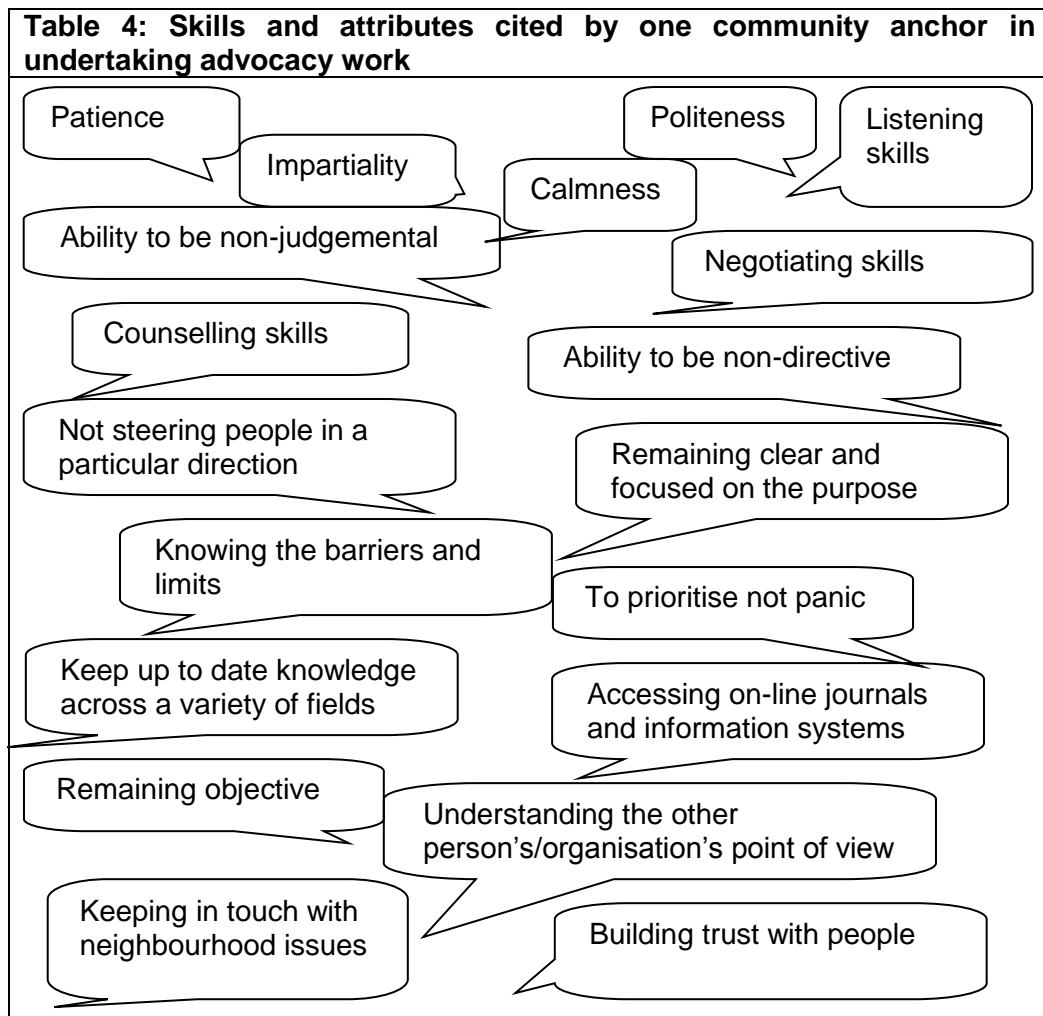 Table 4: Skills and attributes cited by one community anchor in
undertaking advocacy work
Patience
Politeness
Listening
skills
Impartiality
Calmness
Ability to be non-judgemental
Negotiating skills
Counselling skills
Ability to be non-directive
Not steering people in a
particular direction
Remaining clear and
focused on the purpose
Knowing the barriers and
limits
To prioritise not panic
Keep up to date knowledge
across a variety of fields
Accessing on-line journals
and information systems
Remaining objective
Understanding the other
person's/organisation's point of view
Keeping in touch with
neighbourhood issues
Building trust with people